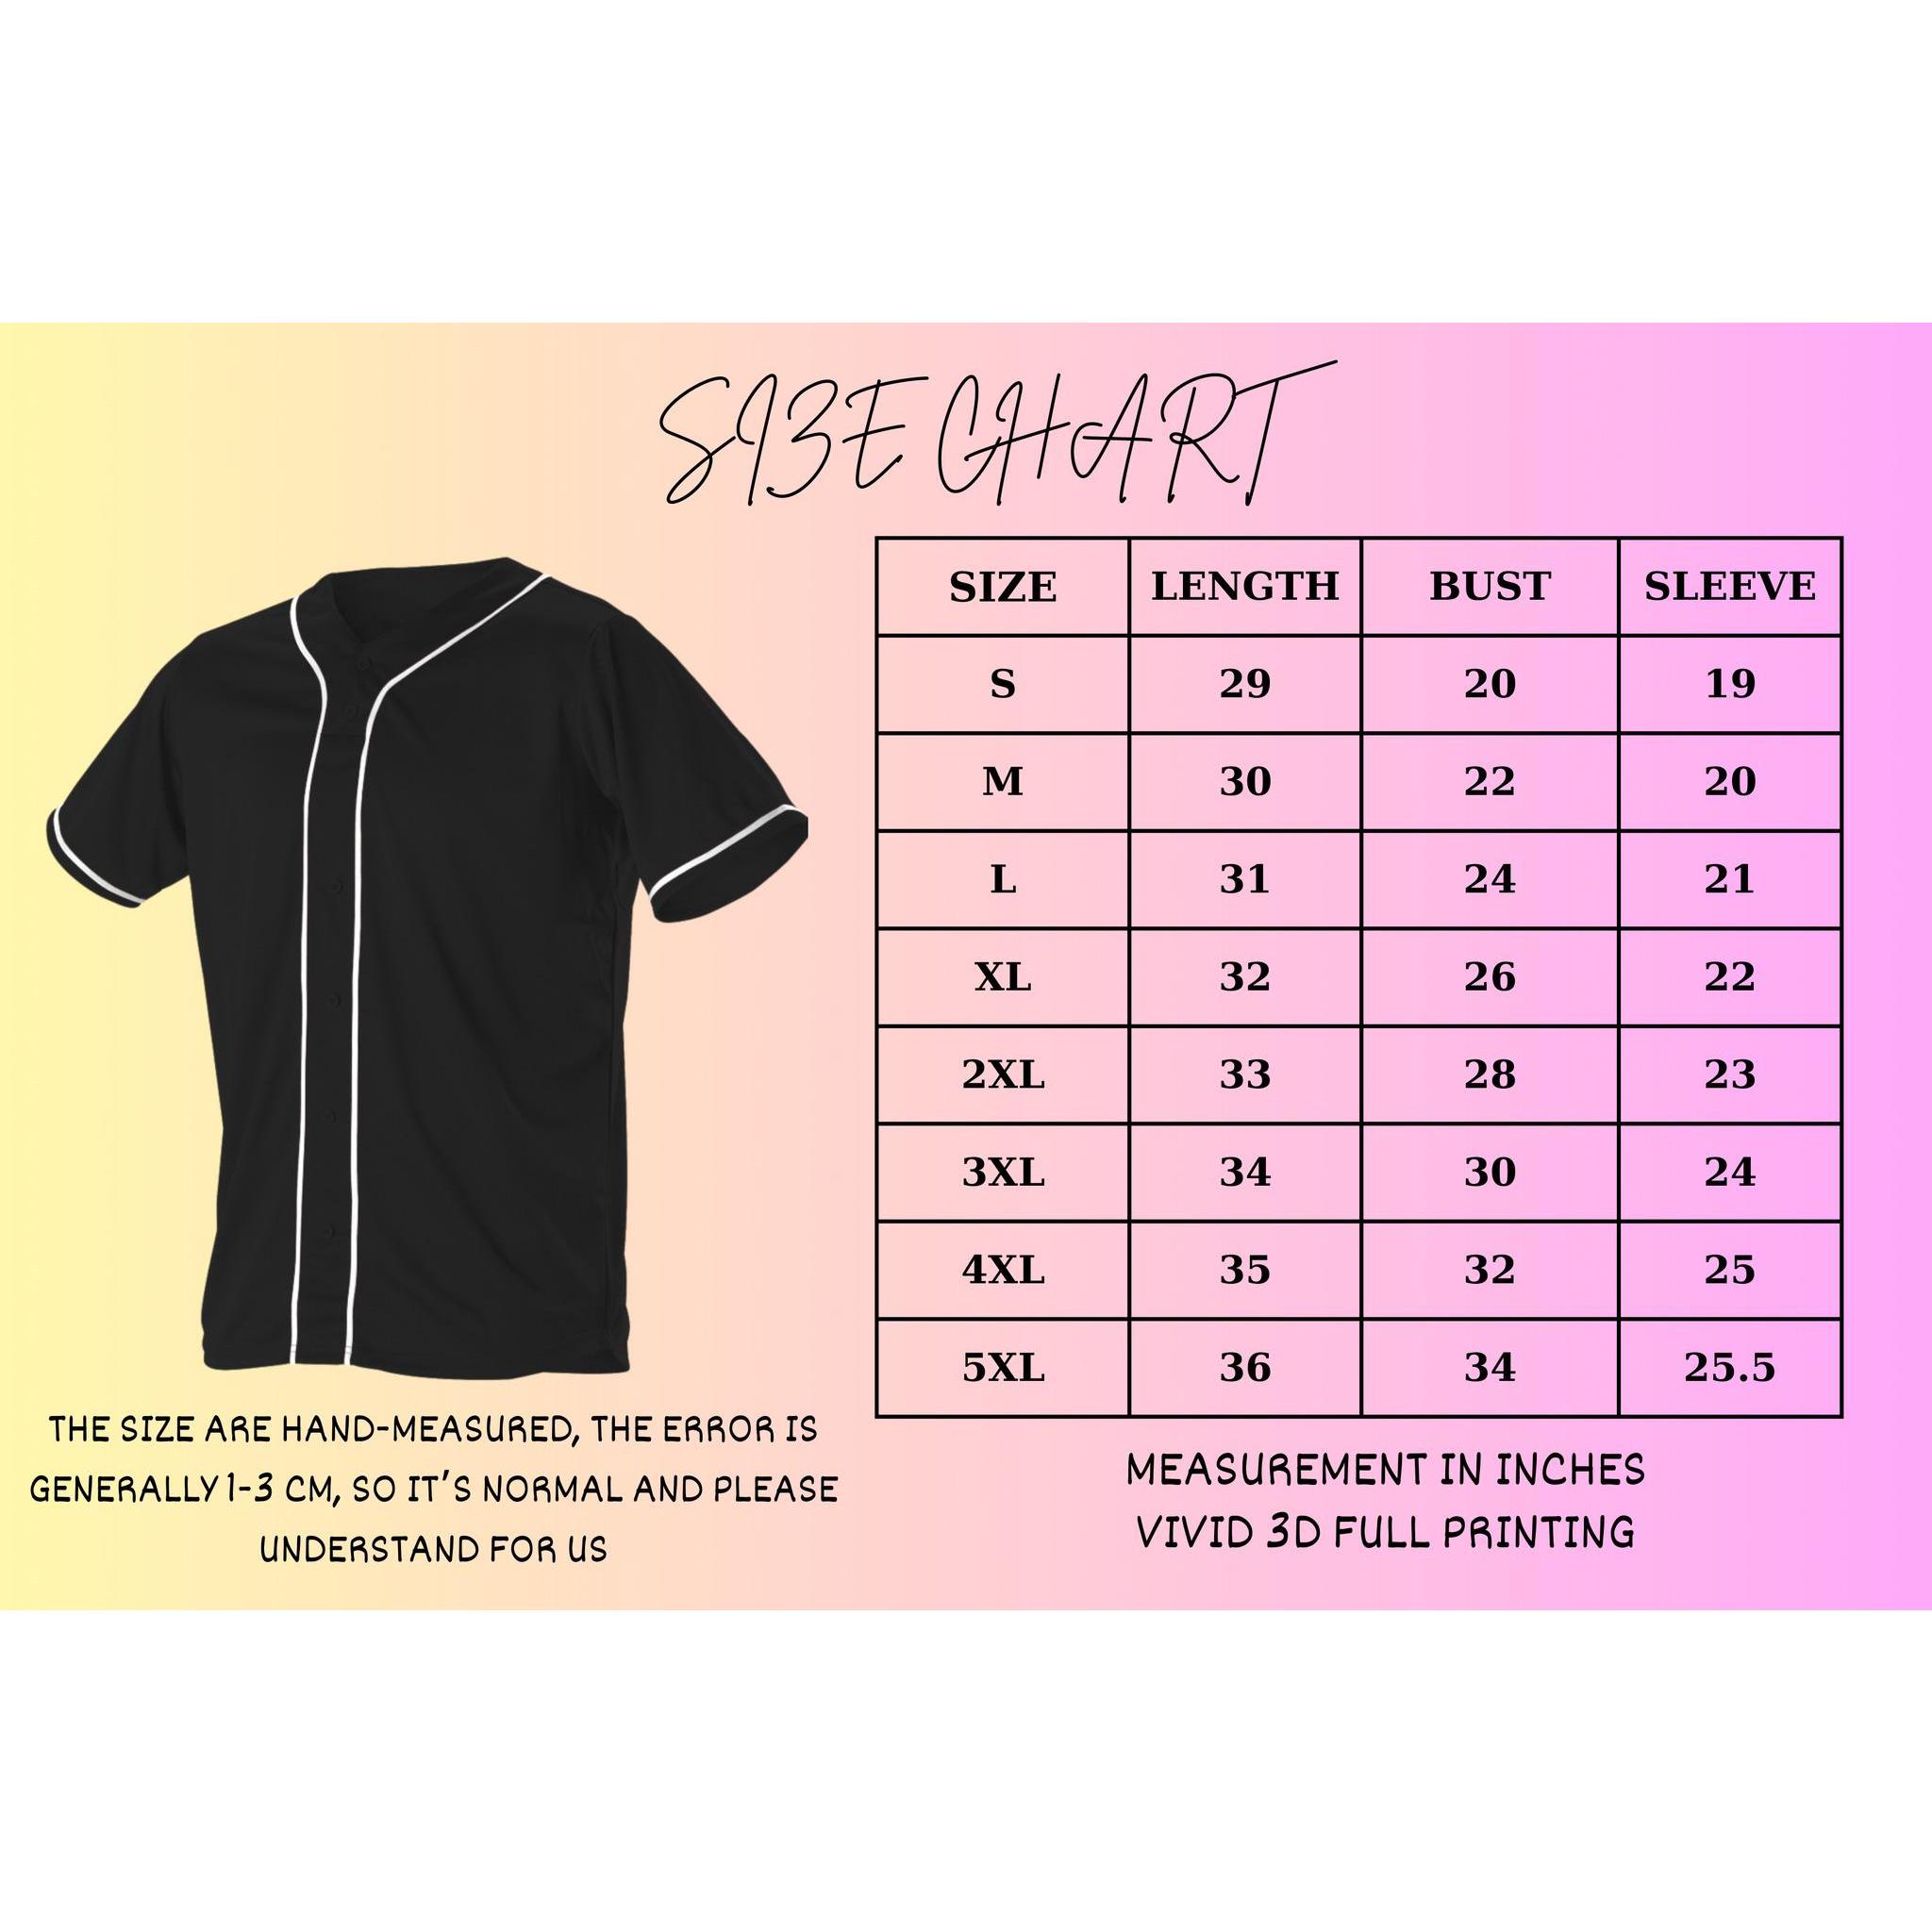 SIZE CHART
SIZE LENGTH BUST SLEEVE
S 29 20 19
M 30 22 20
L 31 24 21
XL 32 26 22
2XL 33 28 23
3XL 34 30 24
4XL 35 32 25
5XL 36 34 25.5
THE SIZE ARE HAND-MEASURED, THE ERROR IS
GENERALLY 1-3 CM, SO IT'S NORMAL AND PLEASE
UNDERSTAND FOR US
MEASUREMENT IN INCHES
VIVID 3D FULL PRINTING